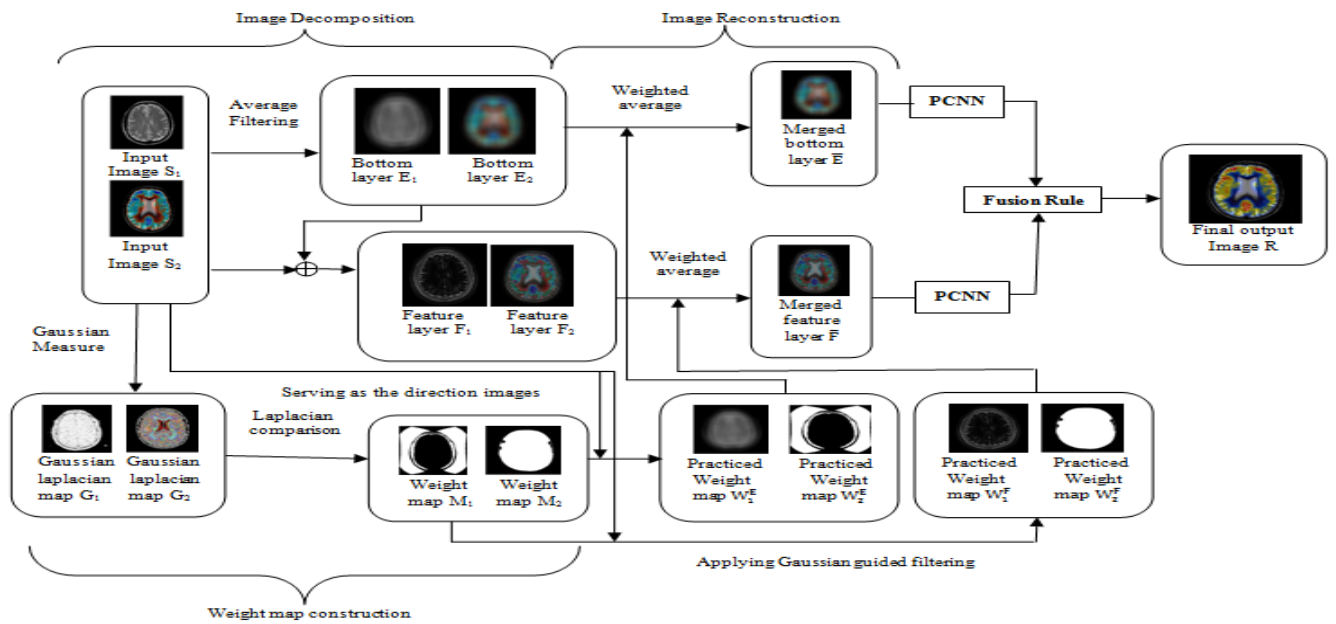 Image Decomposition
Image Reconstruction
Input
Image S₁
Input
Image S₂
Average
Filtering
Bottom
layer E₁
Bottom
layer E₂
Weighted
average
Merged
bottom
layer E̅
PCNN
Feature
layer F₁
Feature
layer F₂
Weighted
average
Merged
feature
layer F̅
PCNN
Fusion Rule
Final output
Image R
Gaussian
Measure
Serving as the direction images
Gaussian
laplacian
map G₁
Gaussian
laplacian
map G₂
Laplacian
comparison
Weight
map M₁
Weight
map M₂
Practiced
Weight
map W₁ᴱ
Practiced
Weight
map W₂ᴱ
Practiced
Weight
map W₁ᶠ
Practiced
Weight
map W₂ᶠ
Applying Gaussian guided filtering
Weight map construction